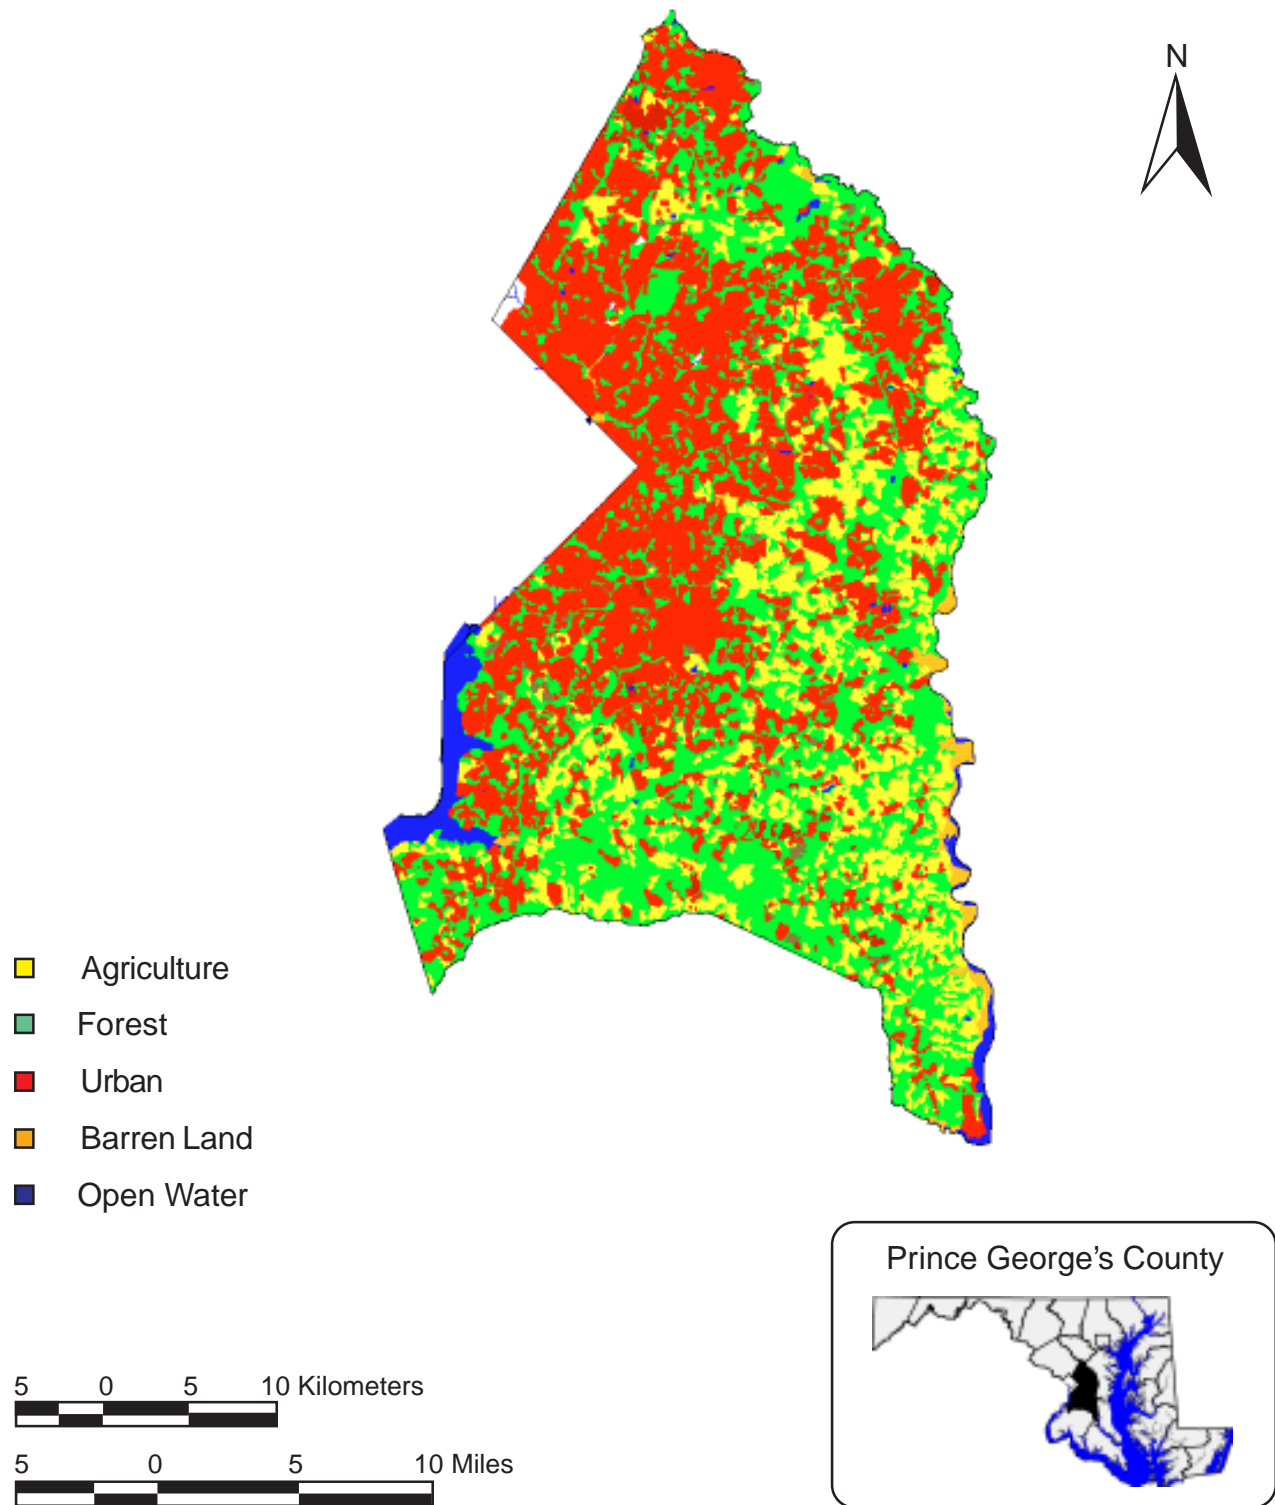 N
Agriculture
Forest
Urban
Barren Land
Open Water
Prince George’s County
5 0 5 10 Kilometers
5 0 5 10 Miles